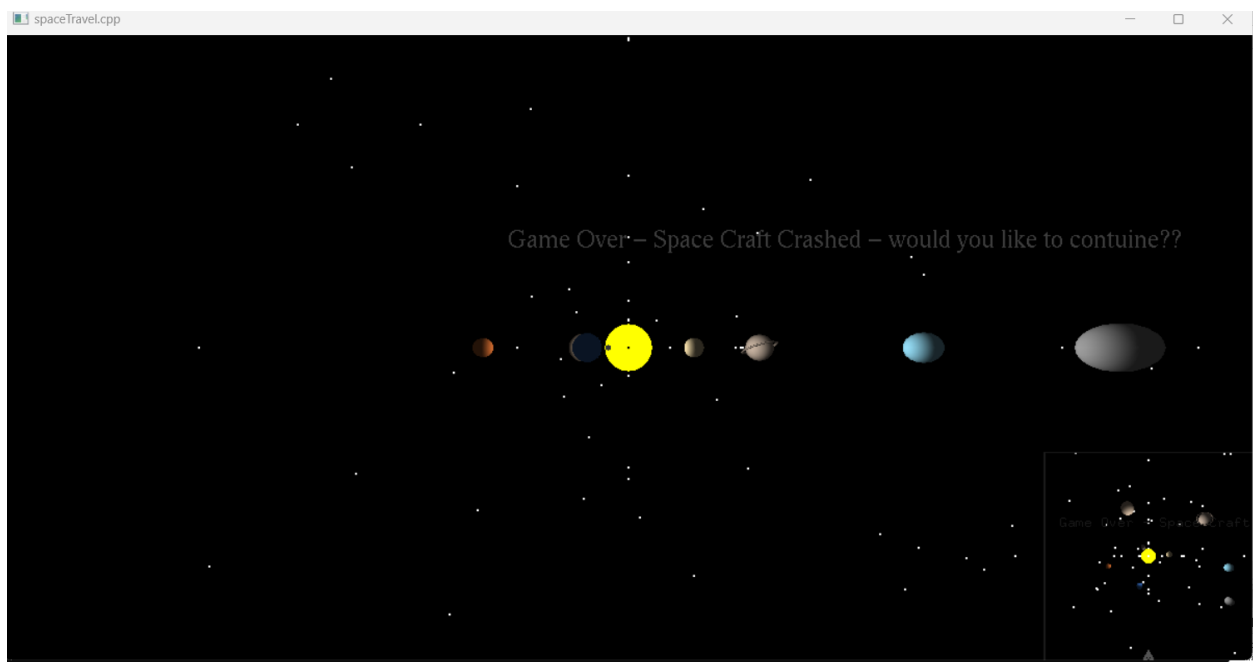 spaceTravel.cpp
Game Over – Space Craft Crashed – would you like to contuine??
Game Over - Space Craft